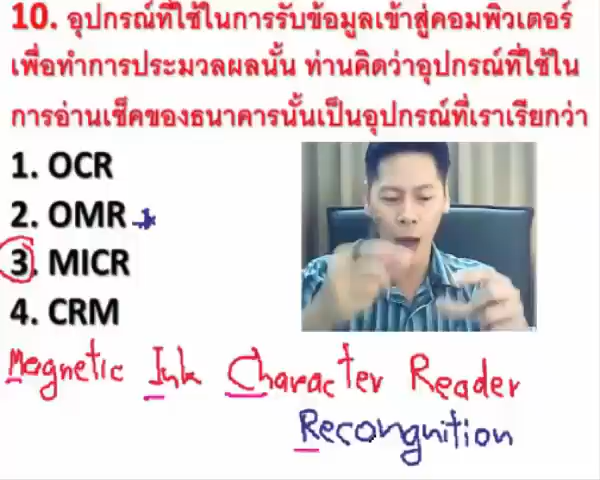 10. อุปกรณ์ที่ใช้ในการรับข้อมูลเข้าสู่คอมพิวเตอร์
เพื่อทำการประมวลผลนั้น ท่านคิดว่าอุปกรณ์ที่ใช้ใน
การอ่านเช็คของธนาคารนั้นเป็นอุปกรณ์ที่เราเรียกว่า
1. OCR
2. OMR
3. MICR
4. CRM
Magnetic Ink Character Reader
Recongnition